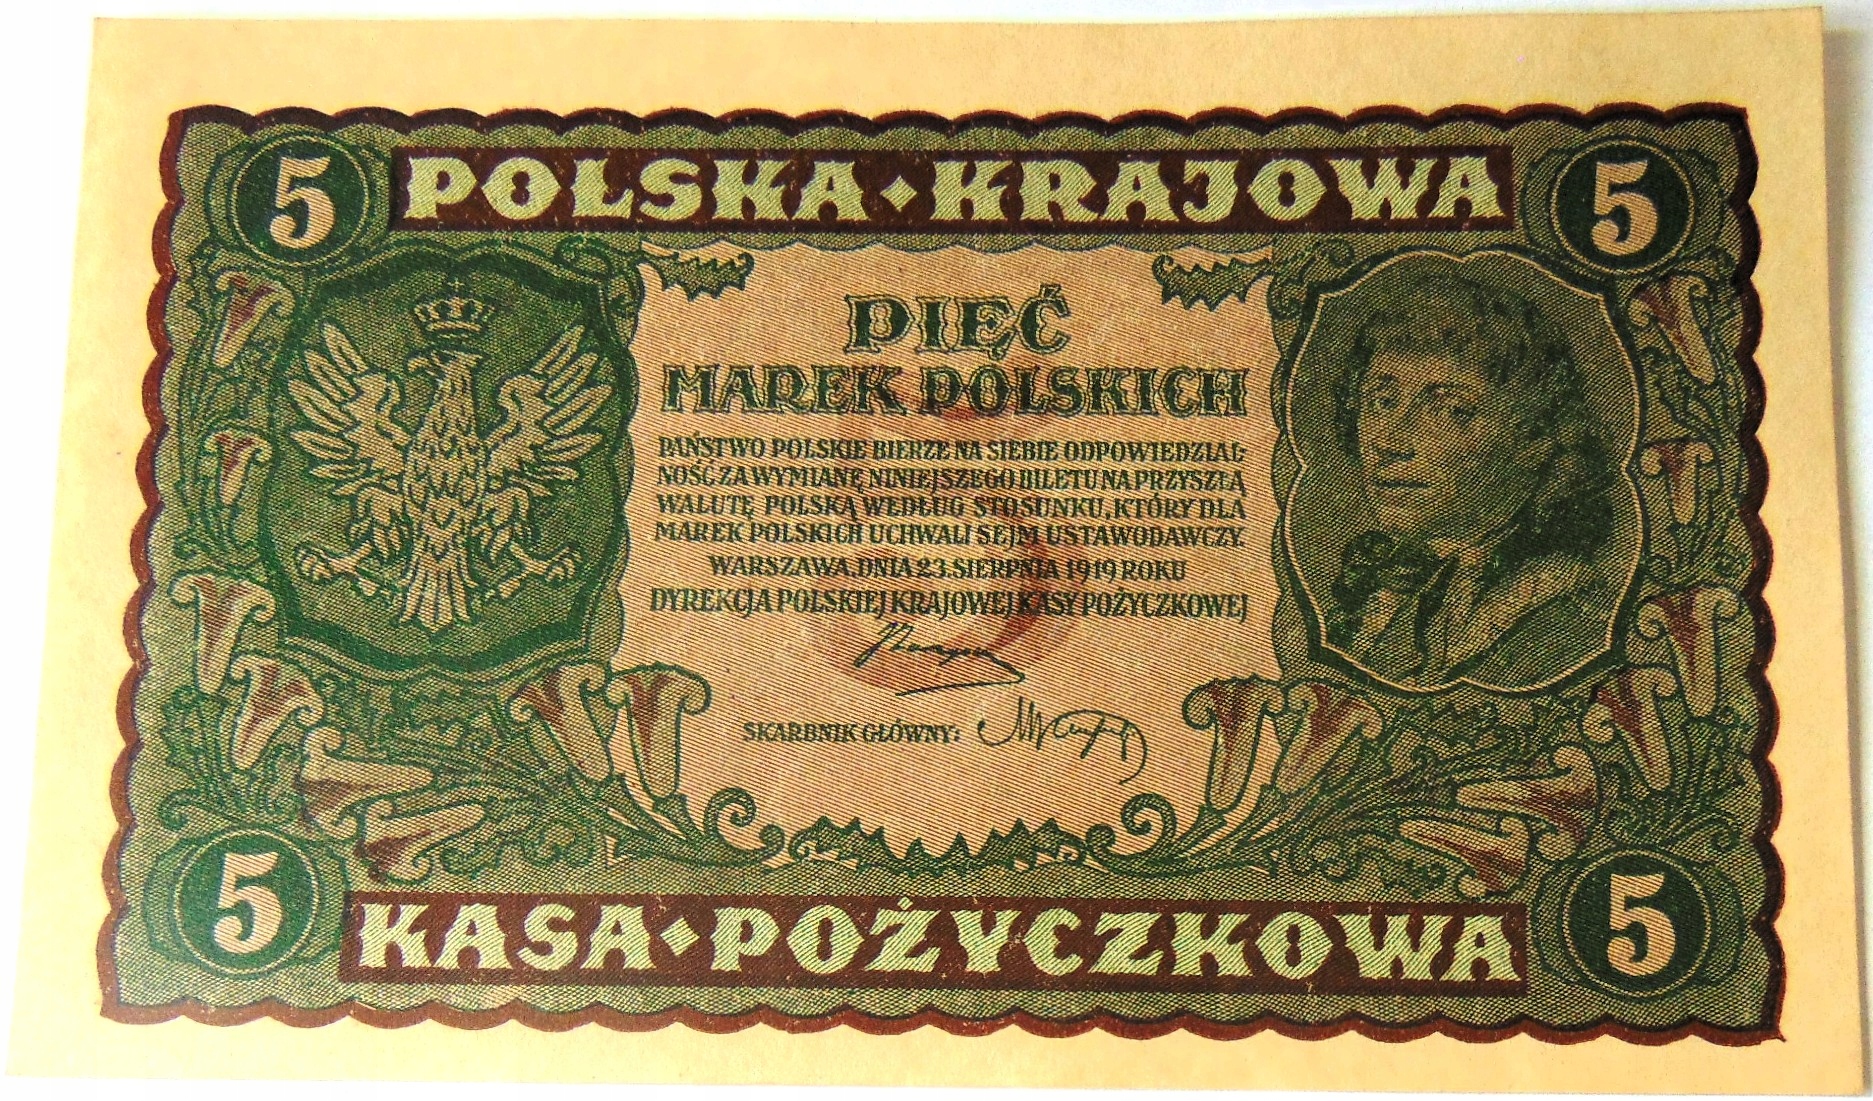 5 POLSKA·KRAJOWA 5
PIĘĆ
MAREK POLSKICH
PAŃSTWO POLSKIE BIERZE NA SIEBIE ODPOWIEDZIAL-
NOŚĆ ZA WYMIANĘ NINIEJSZEGO BILETU NA PRZYSZŁĄ
WALUTĘ POLSKĄ WEDŁUG STOSUNKU, KTÓRY DLA
MAREK POLSKICH UCHWALI SEJM USTAWODAWCZY.
WARSZAWA, DNIA 23. SIERPNIA 1919 ROKU
DYREKCJA POLSKIEJ KRAJOWEJ KASY POŻYCZKOWEJ
SKARBNIK GŁÓWNY:
5 KASA·POŻYCZKOWA 5